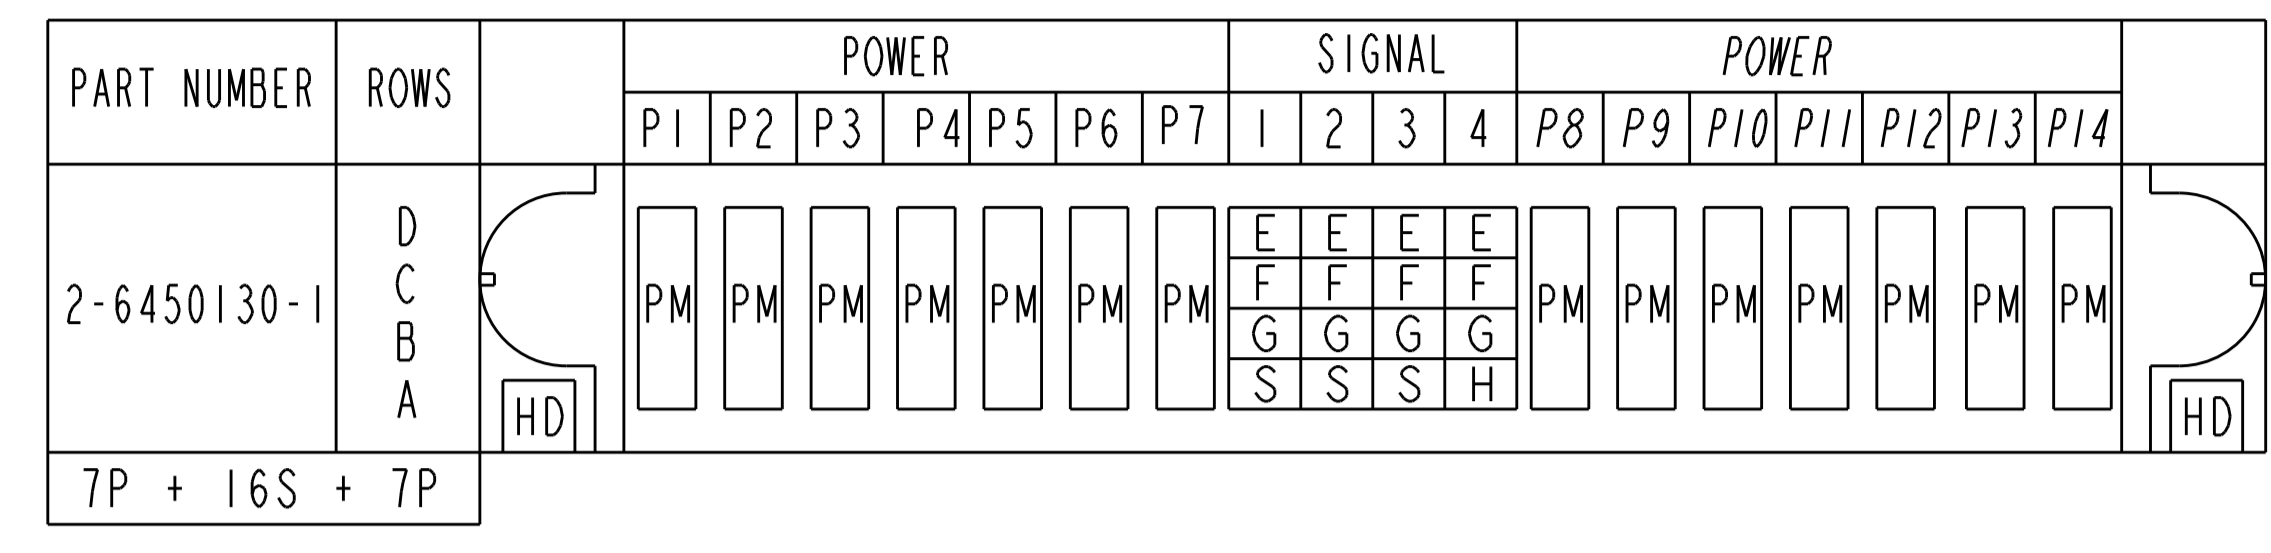 PART NUMBER ROWS POWER SIGNAL POWER
P1 P2 P3 P4 P5 P6 P7 1 2 3 4 P8 P9 P10 P11 P12 P13 P14
D E E E E
C F F F F
2-6450130-1 PM PM PM PM PM PM PM PM PM PM PM PM PM PM
B G G G G
A S S S H
HD HD
7P + 16S + 7P